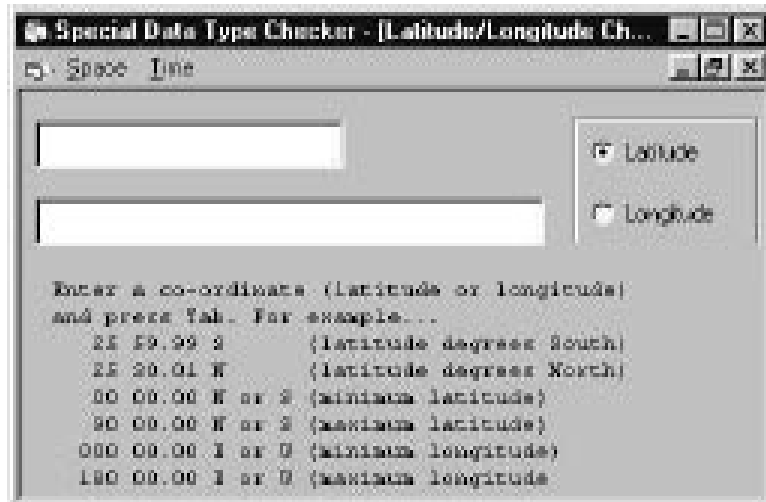 Special Data Type Checker - [Latitude/Longitude Ch...
Space Time
Latitude
Longitude
Enter a co-ordinate (latitude or longitude)
and press Tab. For example...
25 59.99 S (latitude degrees South)
25 20.01 N (latitude degrees North)
00 00.00 N or S (minimum latitude)
90 00.00 N or S (maximum latitude)
000 00.00 or (minimum longitude)
180 00.00 or (maximum longitude